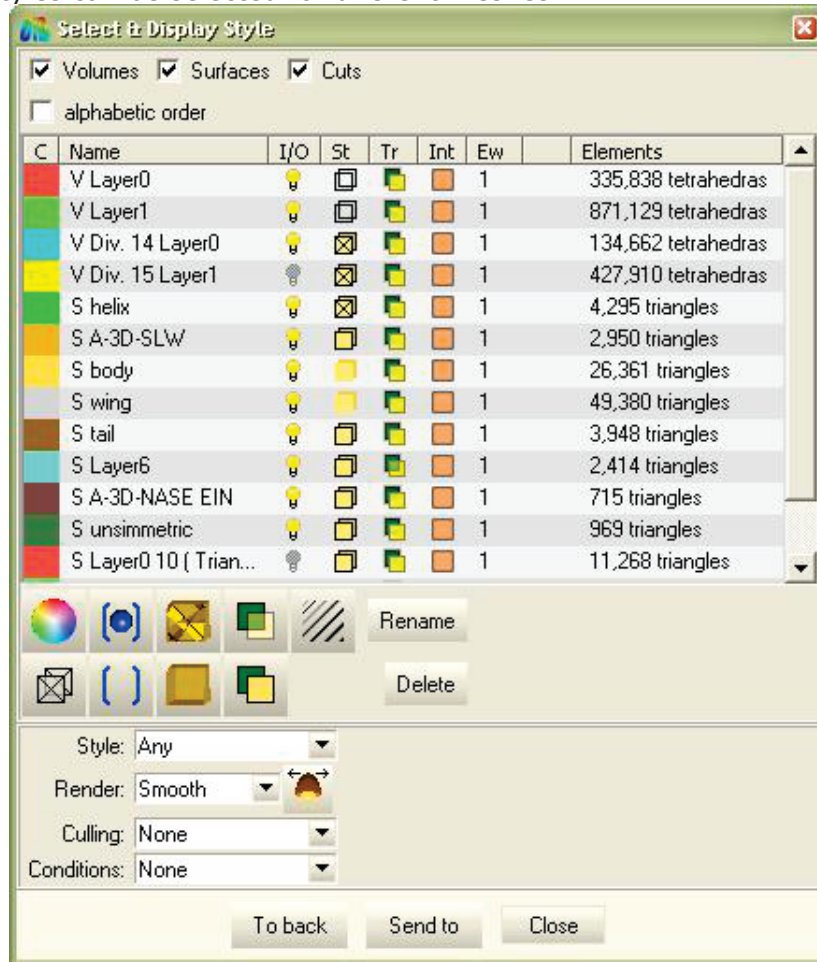 Select & Display Style
Volumes Surfaces Cuts
alphabetic order
C Name I/O St Tr Int Ew Elements
V Layer0 1 335,838 tetrahedras
V Layer1 1 871,129 tetrahedras
V Div. 14 Layer0 1 134,662 tetrahedras
V Div. 15 Layer1 1 427,910 tetrahedras
S helix 1 4,295 triangles
S A-3D-SLW 1 2,950 triangles
S body 1 26,361 triangles
S wing 1 49,380 triangles
S tail 1 3,948 triangles
S Layer6 1 2,414 triangles
S A-3D-NASE EIN 1 715 triangles
S unsimmetric 1 969 triangles
S Layer0 10 ( Trian... 1 11,268 triangles
Rename
Delete
Style: Any
Render: Smooth
Culling: None
Conditions: None
To back Send to Close